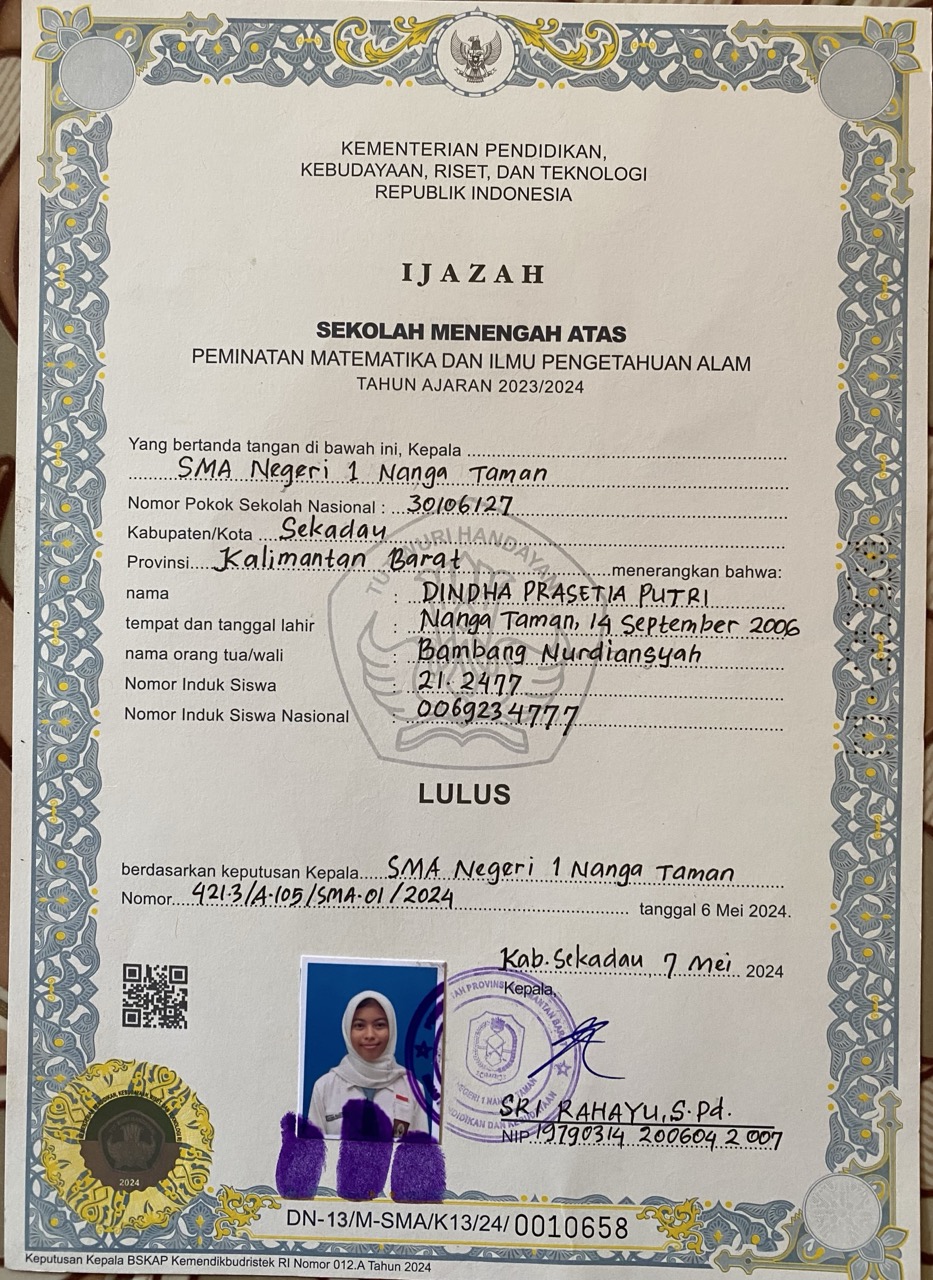 KEMENTERIAN PENDIDIKAN,
KEBUDAYAAN, RISET, DAN TEKNOLOGI
REPUBLIK INDONESIA
IJAZAH
SEKOLAH MENENGAH ATAS
PEMINATAN MATEMATIKA DAN ILMU PENGETAHUAN ALAM
TAHUN AJARAN 2023/2024
Yang bertanda tangan di bawah ini, Kepala
SMA Negeri 1 Nanga Taman
Nomor Pokok Sekolah Nasional : 30106127
Kabupaten/Kota Sekadau
Provinsi Kalimantan Barat menerangkan bahwa:
nama : DINDHA PRASETIA PUTRI
tempat dan tanggal lahir : Nanga Taman, 14 September 2006
nama orang tua/wali : Bambang Nurdiansyah
Nomor Induk Siswa : 21.2477
Nomor Induk Siswa Nasional : 0069234777
TUT WURI HANDAYANI
LULUS
berdasarkan keputusan Kepala SMA Negeri 1 Nanga Taman
Nomor 421.3/A-105/SMA.01/2024 tanggal 6 Mei 2024.
Kab. Sekadau, 7 Mei 2024
Kepala,
SRI RAHAYU, S.Pd.
NIP 19790314 200604 2 007
2024
DN-13/M-SMA/K13/24/0010658
Keputusan Kepala BSKAP Kemendikbudristek RI Nomor 012.A Tahun 2024